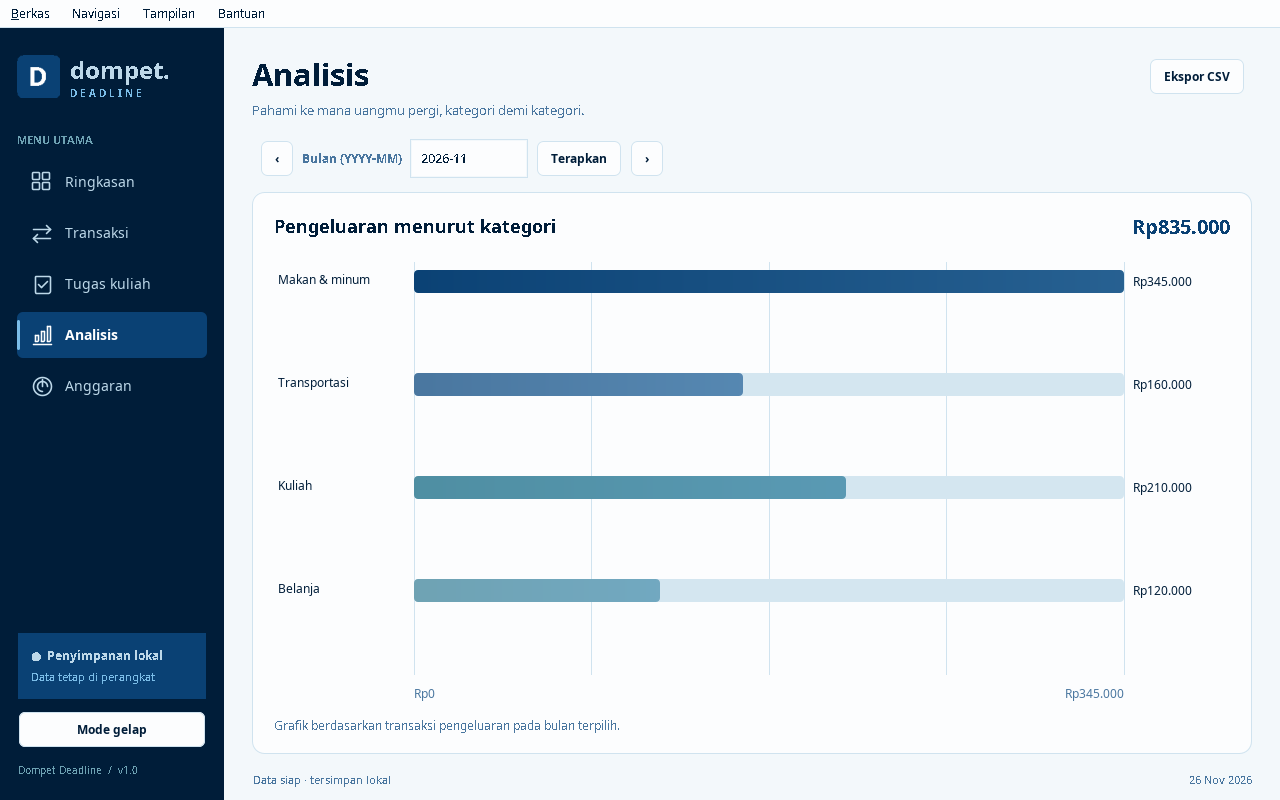 Berkas Navigasi Tampilan Bantuan
D dompet.
DEADLINE
MENU UTAMA
Ringkasan
Transaksi
Tugas kuliah
Analisis
Anggaran
Penyimpanan lokal
Data tetap di perangkat
Mode gelap
Dompet Deadline / v1.0
Analisis
Ekspor CSV
Pahami ke mana uangmu pergi, kategori demi kategori.
‹ Bulan (YYYY-MM) 2026-11 Terapkan ›
Pengeluaran menurut kategori Rp835.000
Makan & minum Rp345.000
Transportasi Rp160.000
Kuliah Rp210.000
Belanja Rp120.000
Rp0 Rp345.000
Grafik berdasarkan transaksi pengeluaran pada bulan terpilih.
Data siap · tersimpan lokal 26 Nov 2026